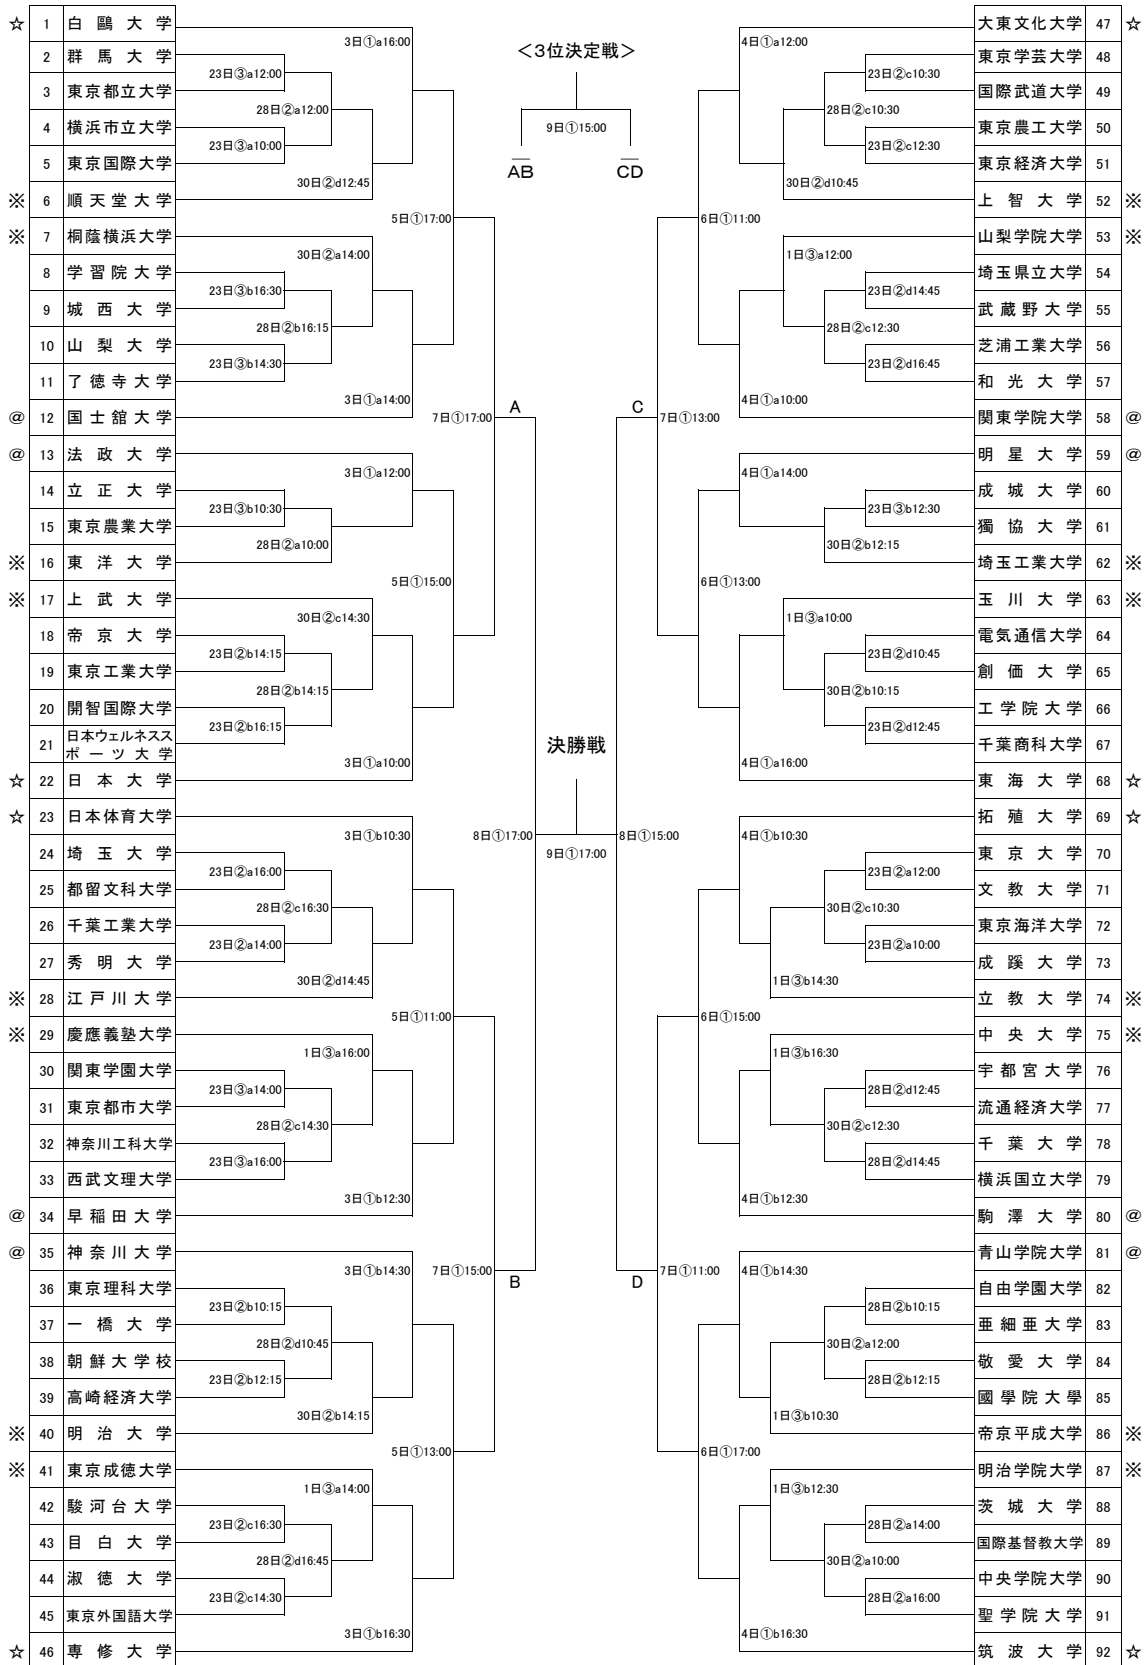 ☆ 1 白鷗大学
2 群馬大学
3 東京都立大学
4 横浜市立大学
5 東京国際大学
※ 6 順天堂大学
※ 7 桐蔭横浜大学
8 学習院大学
9 城西大学
10 山梨大学
11 了徳寺大学
@ 12 国士舘大学
@ 13 法政大学
14 立正大学
15 東京農業大学
※ 16 東洋大学
※ 17 上武大学
18 帝京大学
19 東京工業大学
20 開智国際大学
21 日本ウェルネススポーツ大学
☆ 22 日本大学
☆ 23 日本体育大学
24 埼玉大学
25 都留文科大学
26 千葉工業大学
27 秀明大学
※ 28 江戸川大学
※ 29 慶應義塾大学
30 関東学園大学
31 東京都市大学
32 神奈川工科大学
33 西武文理大学
@ 34 早稲田大学
@ 35 神奈川大学
36 東京理科大学
37 一橋大学
38 朝鮮大学校
39 高崎経済大学
※ 40 明治大学
※ 41 東京成徳大学
42 駿河台大学
43 目白大学
44 淑徳大学
45 東京外国語大学
☆ 46 専修大学
3日①a16:00
23日③a12:00
28日②a12:00
23日③a10:00
30日②d12:45
5日①17:00
30日②a14:00
23日③b16:30
28日②b16:15
23日③b14:30
3日①a14:00
7日①17:00
A
3日①a12:00
23日③b10:30
28日②a10:00
5日①15:00
30日②c14:30
23日②b14:15
28日②b14:15
23日②b16:15
3日①a10:00
8日①17:00
3日①b10:30
23日②a16:00
28日②c16:30
23日②a14:00
30日②d14:45
5日①11:00
1日③a16:00
23日③a14:00
28日②c14:30
23日③a16:00
3日①b12:30
7日①15:00
B
3日①b14:30
23日②b10:15
28日②d10:45
23日②b12:15
30日②b14:15
5日①13:00
1日③a14:00
23日②c16:30
28日②d16:45
23日②c14:30
3日①b16:30
＜3位決定戦＞
9日①15:00
AB
CD
決勝戦
9日①17:00
4日①a12:00
23日②c10:30
28日②c10:30
23日②c12:30
30日②d10:45
6日①11:00
1日③a12:00
23日②d14:45
28日②c12:30
23日②d16:45
4日①a10:00
C
7日①13:00
4日①a14:00
23日③b12:30
30日②b12:15
6日①13:00
1日③a10:00
23日②d10:45
30日②b10:15
23日②d12:45
4日①a16:00
8日①15:00
4日①b10:30
23日②a12:00
30日②c10:30
23日②a10:00
1日③b14:30
6日①15:00
1日③b16:30
28日②d12:45
30日②c12:30
28日②d14:45
4日①b12:30
D
7日①11:00
4日①b14:30
28日②b10:15
30日②a12:00
28日②b12:15
1日③b10:30
6日①17:00
1日③b12:30
28日②a14:00
30日②a10:00
28日②a16:00
4日①b16:30
大東文化大学 47 ☆
東京学芸大学 48
国際武道大学 49
東京農工大学 50
東京経済大学 51
上智大学 52 ※
山梨学院大学 53 ※
埼玉県立大学 54
武蔵野大学 55
芝浦工業大学 56
和光大学 57
関東学院大学 58 @
明星大学 59 @
成城大学 60
獨協大学 61
埼玉工業大学 62 ※
玉川大学 63 ※
電気通信大学 64
創価大学 65
工学院大学 66
千葉商科大学 67
東海大学 68 ☆
拓殖大学 69 ☆
東京大学 70
文教大学 71
東京海洋大学 72
成蹊大学 73
立教大学 74 ※
中央大学 75 ※
宇都宮大学 76
流通経済大学 77
千葉大学 78
横浜国立大学 79
駒澤大学 80 @
青山学院大学 81 @
自由学園大学 82
亜細亜大学 83
敬愛大学 84
國學院大學 85
帝京平成大学 86 ※
明治学院大学 87 ※
茨城大学 88
国際基督教大学 89
中央学院大学 90
聖学院大学 91
筑波大学 92 ☆